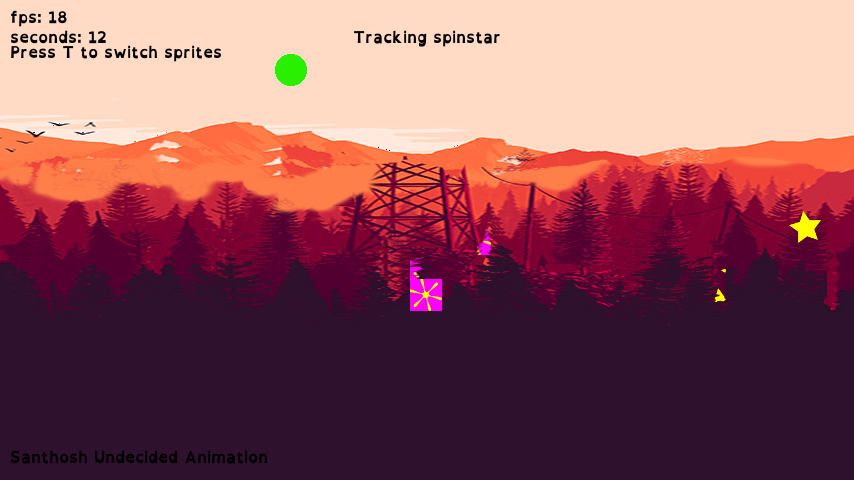 fps: 18
seconds: 12
Tracking spinstar
Press T to switch sprites
Santhosh Undecided Animation